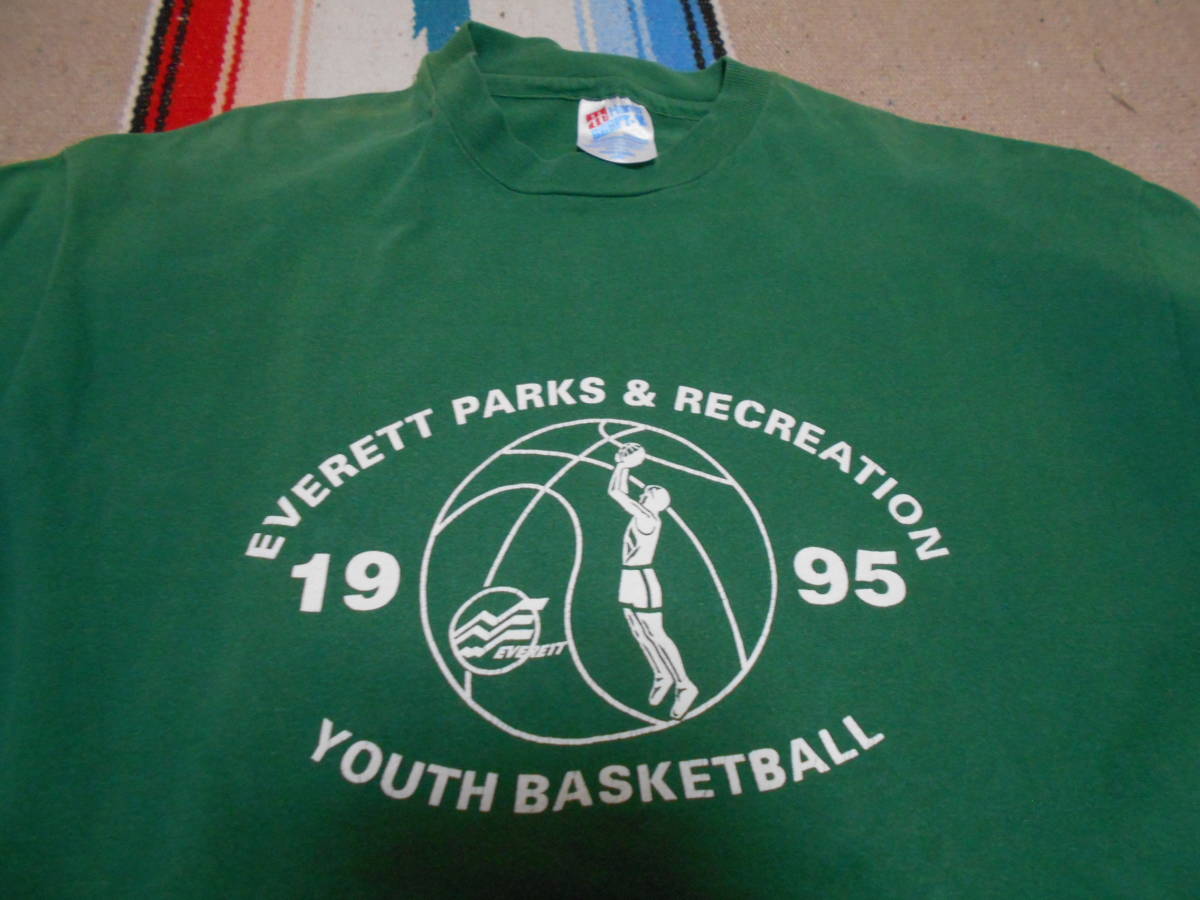 EVERETT PARKS & RECREATION
19 95
EVERETT
YOUTH BASKETBALL